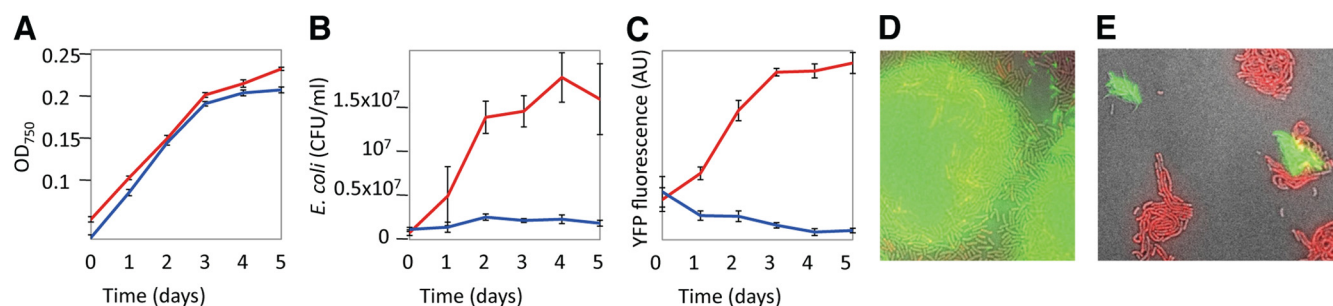 A
B
C
D
E
OD750
0.25
0.2
0.15
0.1
0 1 2 3 4 5
Time (days)
E. coli (CFU/ml)
1.5x10⁷
10⁷
0.5x10⁷
0
0 1 2 3 4 5
Time (days)
YFP fluorescence (AU)
0 1 2 3 4 5
Time (days)